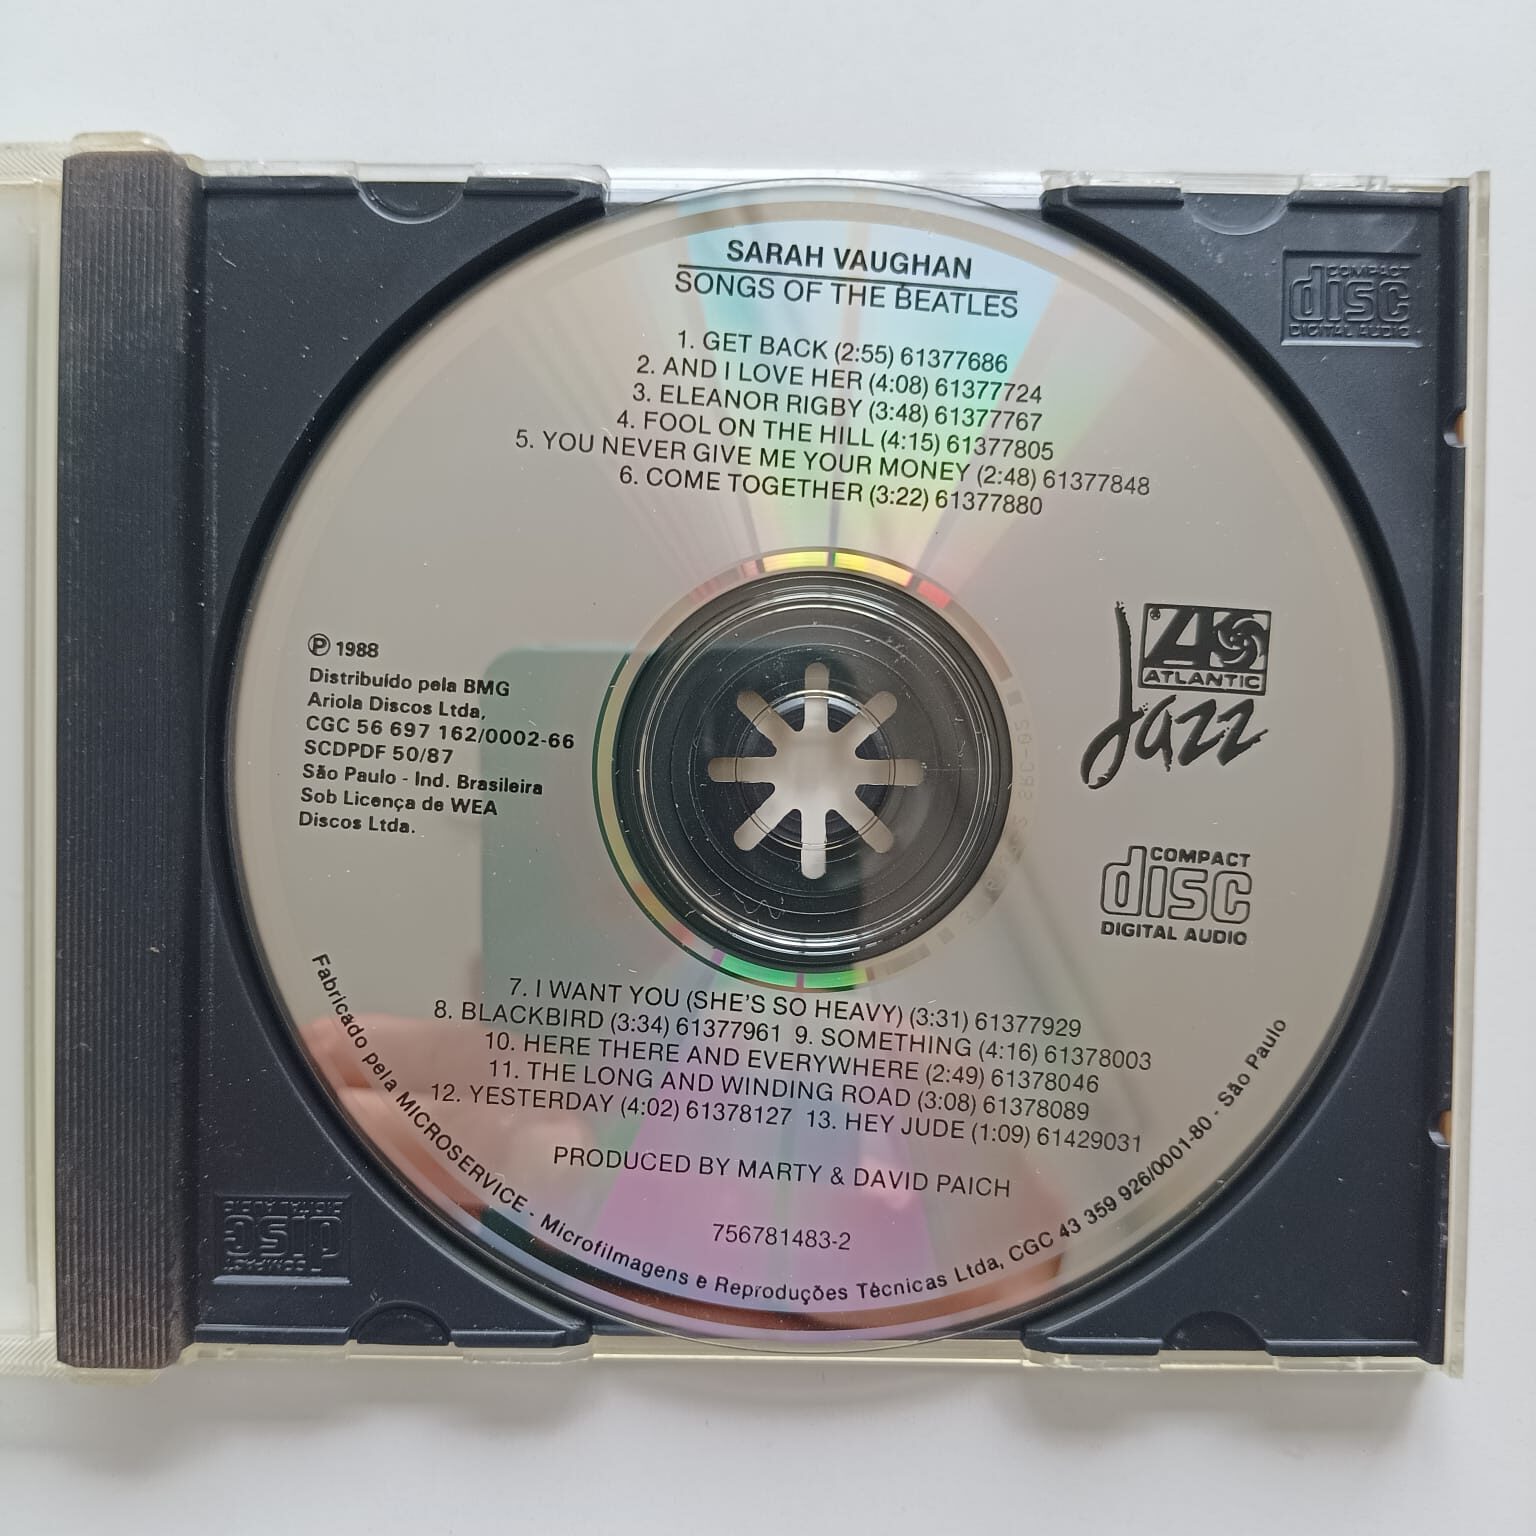 SARAH VAUGHAN
SONGS OF THE BEATLES
1. GET BACK (2:55) 61377686
2. AND I LOVE HER (4:08) 61377724
3. ELEANOR RIGBY (3:48) 61377767
4. FOOL ON THE HILL (4:15) 61377805
5. YOU NEVER GIVE ME YOUR MONEY (2:48) 61377848
6. COME TOGETHER (3:22) 61377880
COMPACT
disc
DIGITAL AUDIO
℗ 1988
Distribuído pela BMG
Ariola Discos Ltda,
CGC 56 697 162/0002-66
SCDPDF 50/87
São Paulo - Ind. Brasileira
Sob Licença de WEA
Discos Ltda.
®
A
ATLANTIC
Jazz
COMPACT
disc
DIGITAL AUDIO
7. I WANT YOU (SHE'S SO HEAVY) (3:31) 61377929
8. BLACKBIRD (3:34) 61377961 9. SOMETHING (4:16) 61378003
10. HERE THERE AND EVERYWHERE (2:49) 61378046
11. THE LONG AND WINDING ROAD (3:08) 61378089
12. YESTERDAY (4:02) 61378127 13. HEY JUDE (1:09) 61429031
PRODUCED BY MARTY & DAVID PAICH
756781483-2
Fabricado pela MICROSERVICE - Microfilmagens e Reproduções Técnicas Ltda, CGC 43 359 926/0001-80 - São Paulo
COMPACT
disc
DIGITAL AUDIO